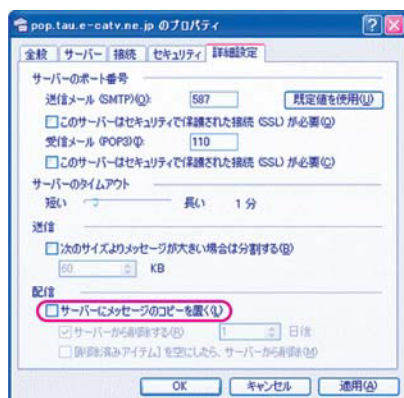 pop.tau.e-catv.ne.jp のプロパティ
全般 サーバー 接続 セキュリティ 詳細設定
サーバーのポート番号
送信メール (SMTP)(O): 587 既定値を使用(U)
このサーバーはセキュリティで保護された接続 (SSL) が必要(Q)
受信メール (POP3)(I): 110
このサーバーはセキュリティで保護された接続 (SSL) が必要(C)
サーバーのタイムアウト
短い 長い 1 分
送信
次のサイズよりメッセージが大きい場合は分割する(B)
60 KB
配信
サーバーにメッセージのコピーを置く(L)
サーバーから削除する(R) 1 日後
[削除済みアイテム] を空にしたら、サーバーから削除(M)
OK キャンセル 適用(A)